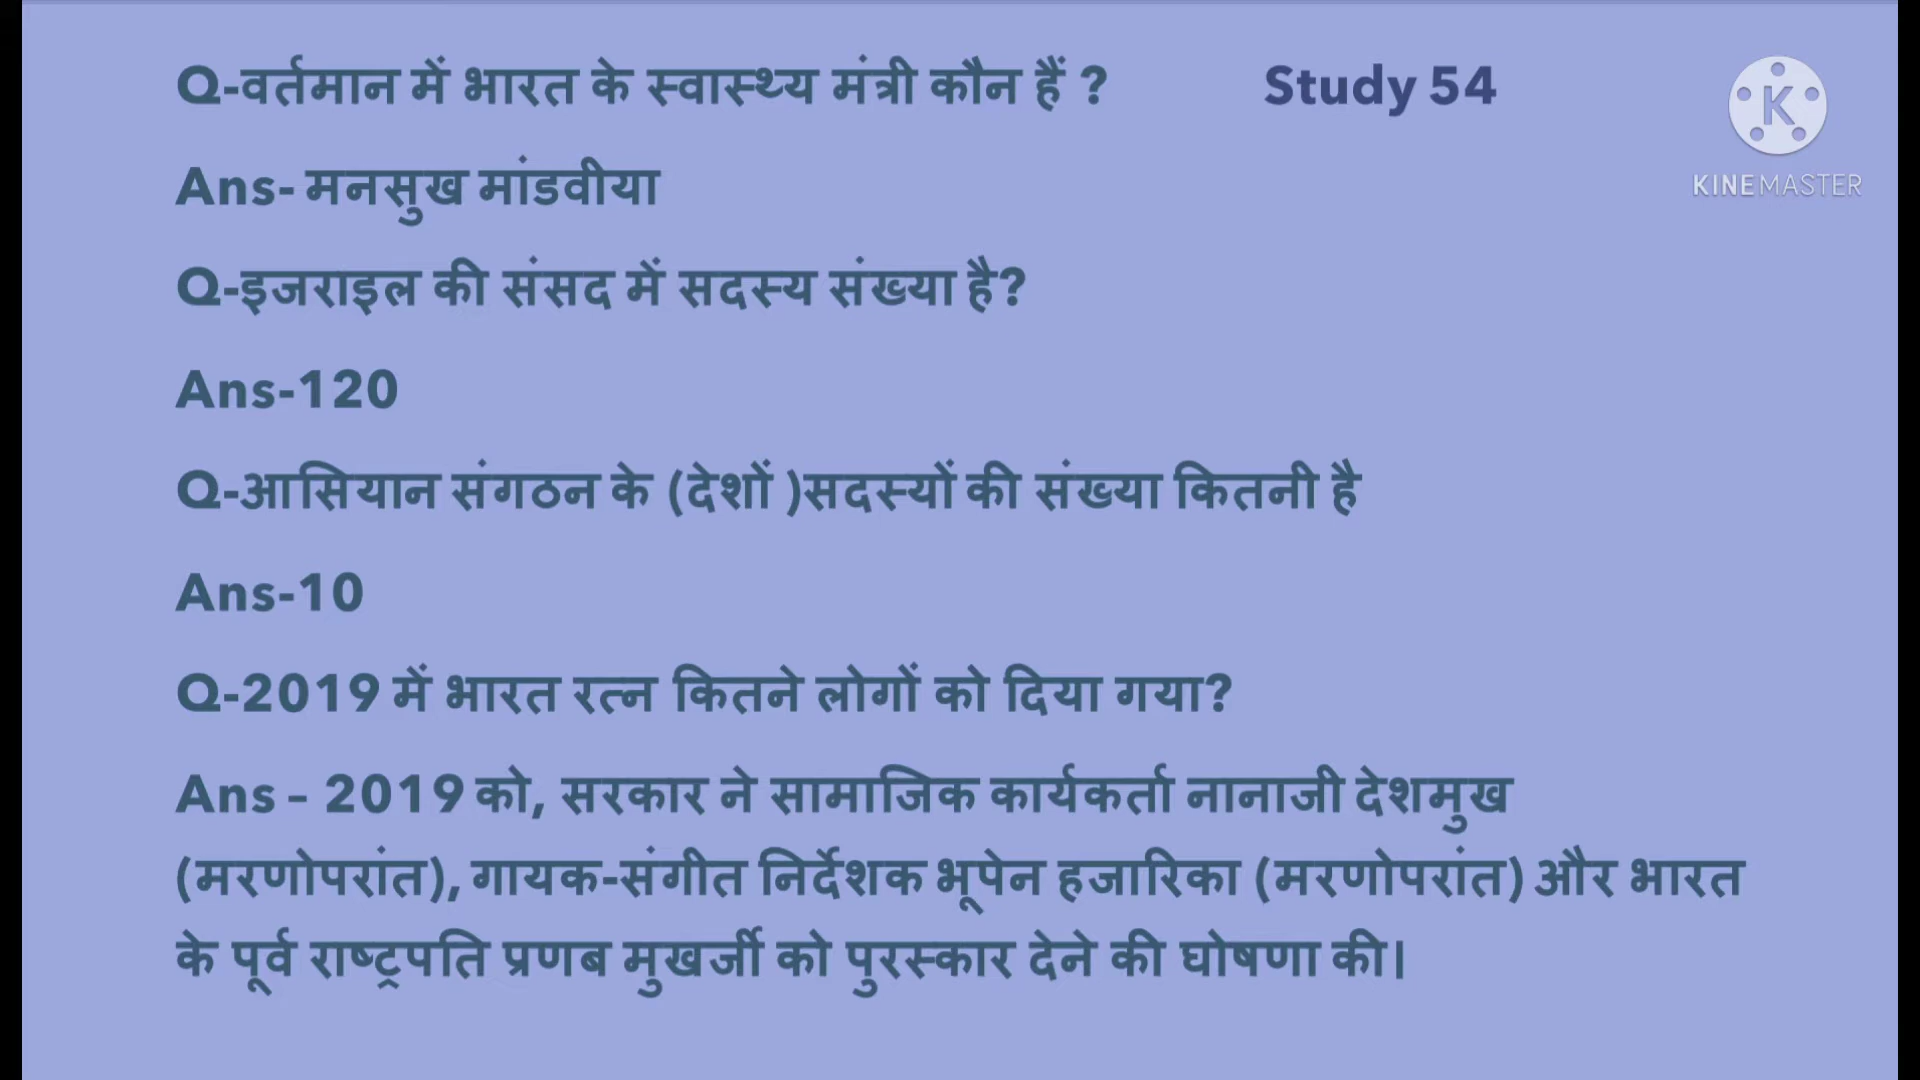 Q-वर्तमान में भारत के स्वास्थ्य मंत्री कौन हैं ? Study 54
K
KINEMASTER
Ans- मनसुख मांडवीया
Q-इजराइल की संसद में सदस्य संख्या है?
Ans-120
Q-आसियान संगठन के (देशों )सदस्यों की संख्या कितनी है
Ans-10
Q-2019 में भारत रत्न कितने लोगों को दिया गया?
Ans – 2019 को, सरकार ने सामाजिक कार्यकर्ता नानाजी देशमुख
(मरणोपरांत), गायक-संगीत निर्देशक भूपेन हजारिका (मरणोपरांत) और भारत
के पूर्व राष्ट्रपति प्रणब मुखर्जी को पुरस्कार देने की घोषणा की।